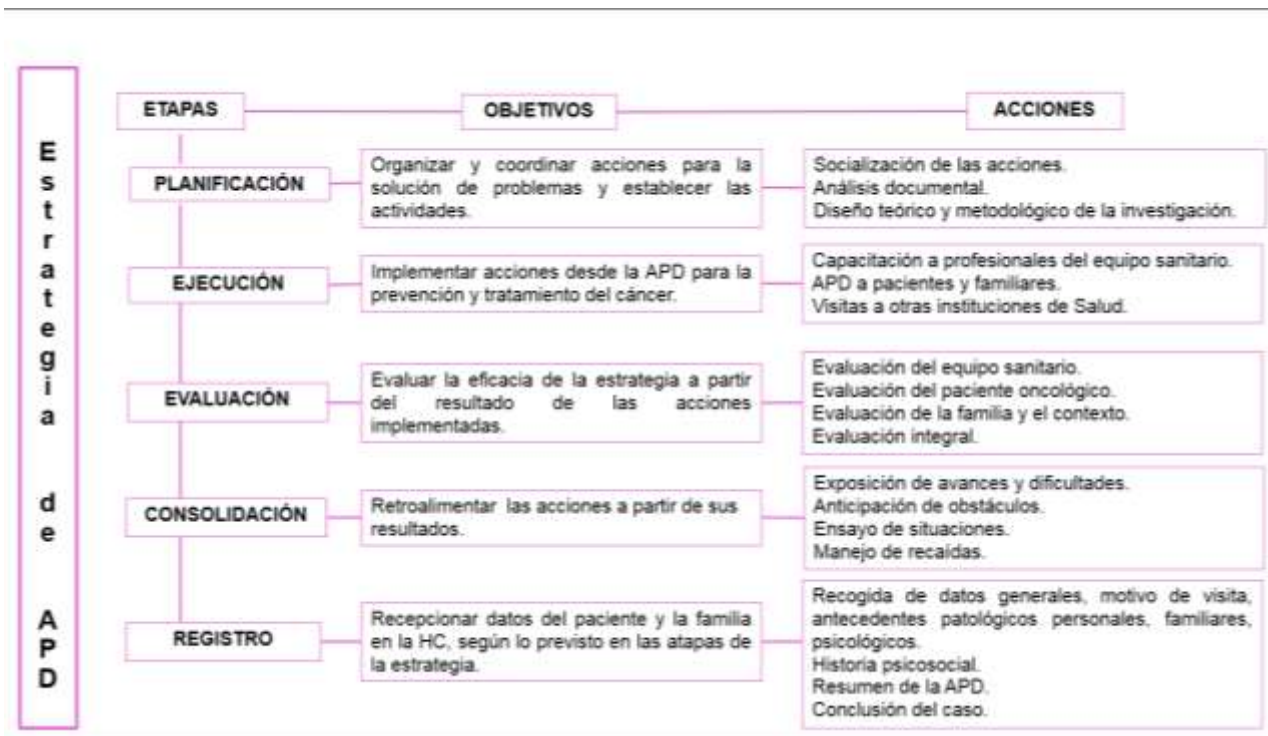 Estrategia de APD
ETAPAS
OBJETIVOS
ACCIONES
PLANIFICACIÓN
Organizar y coordinar acciones para la
solución de problemas y establecer las
actividades.
Socialización de las acciones.
Análisis documental.
Diseño teórico y metodológico de la investigación.
EJECUCIÓN
Implementar acciones desde la APD para la
prevención y tratamiento del cáncer.
Capacitación a profesionales del equipo sanitario.
APD a pacientes y familiares.
Visitas a otras instituciones de Salud.
EVALUACIÓN
Evaluar la eficacia de la estrategia a partir
del resultado de las acciones
implementadas.
Evaluación del equipo sanitario.
Evaluación del paciente oncológico.
Evaluación de la familia y el contexto.
Evaluación integral.
CONSOLIDACIÓN
Retroalimentar las acciones a partir de sus
resultados.
Exposición de avances y dificultades.
Anticipación de obstáculos.
Ensayo de situaciones.
Manejo de recaídas.
REGISTRO
Recepcionar datos del paciente y la família
en la HC, según lo previsto en las atapas de
la estrategia.
Recogida de datos generales, motivo de visita,
antecedentes patológicos personales, familiares,
psicológicos.
Historia psicosocial.
Resumen de la APD.
Conclusión del caso.